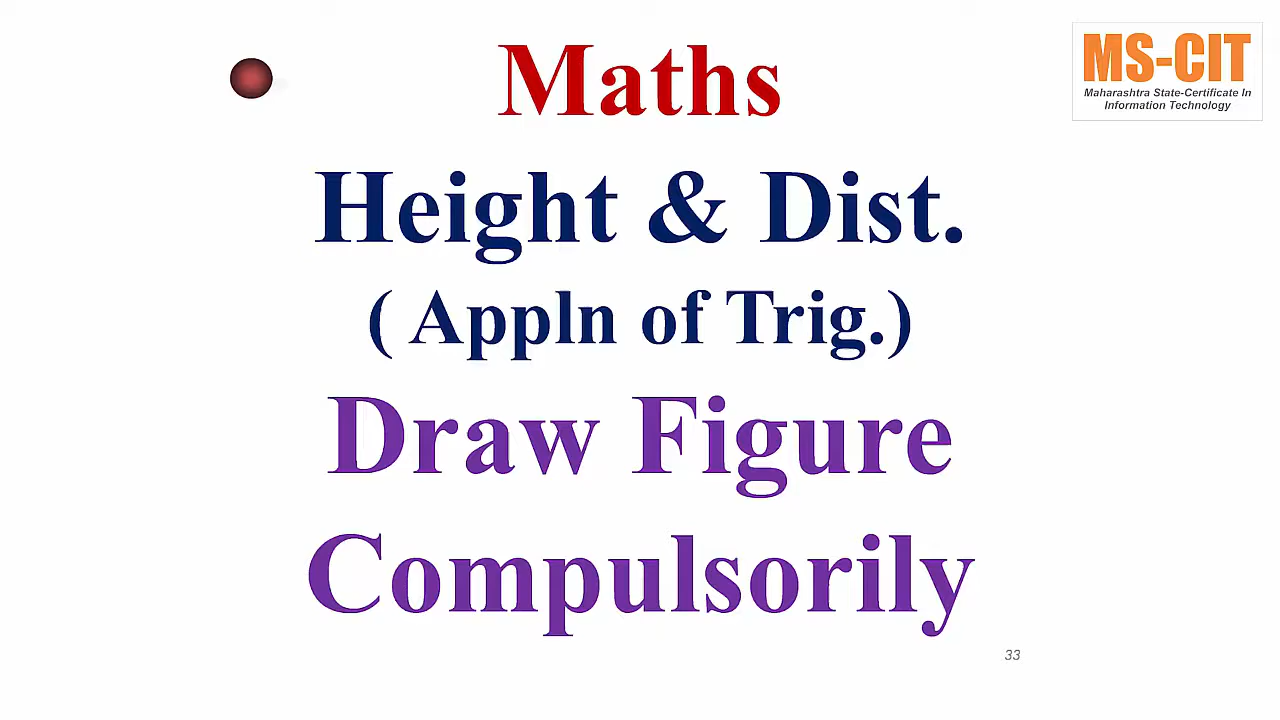 Maths
MS-CIT
Maharashtra State-Certificate In
Information Technology
Height & Dist.
( Appln of Trig.)
Draw Figure
Compulsorily
33